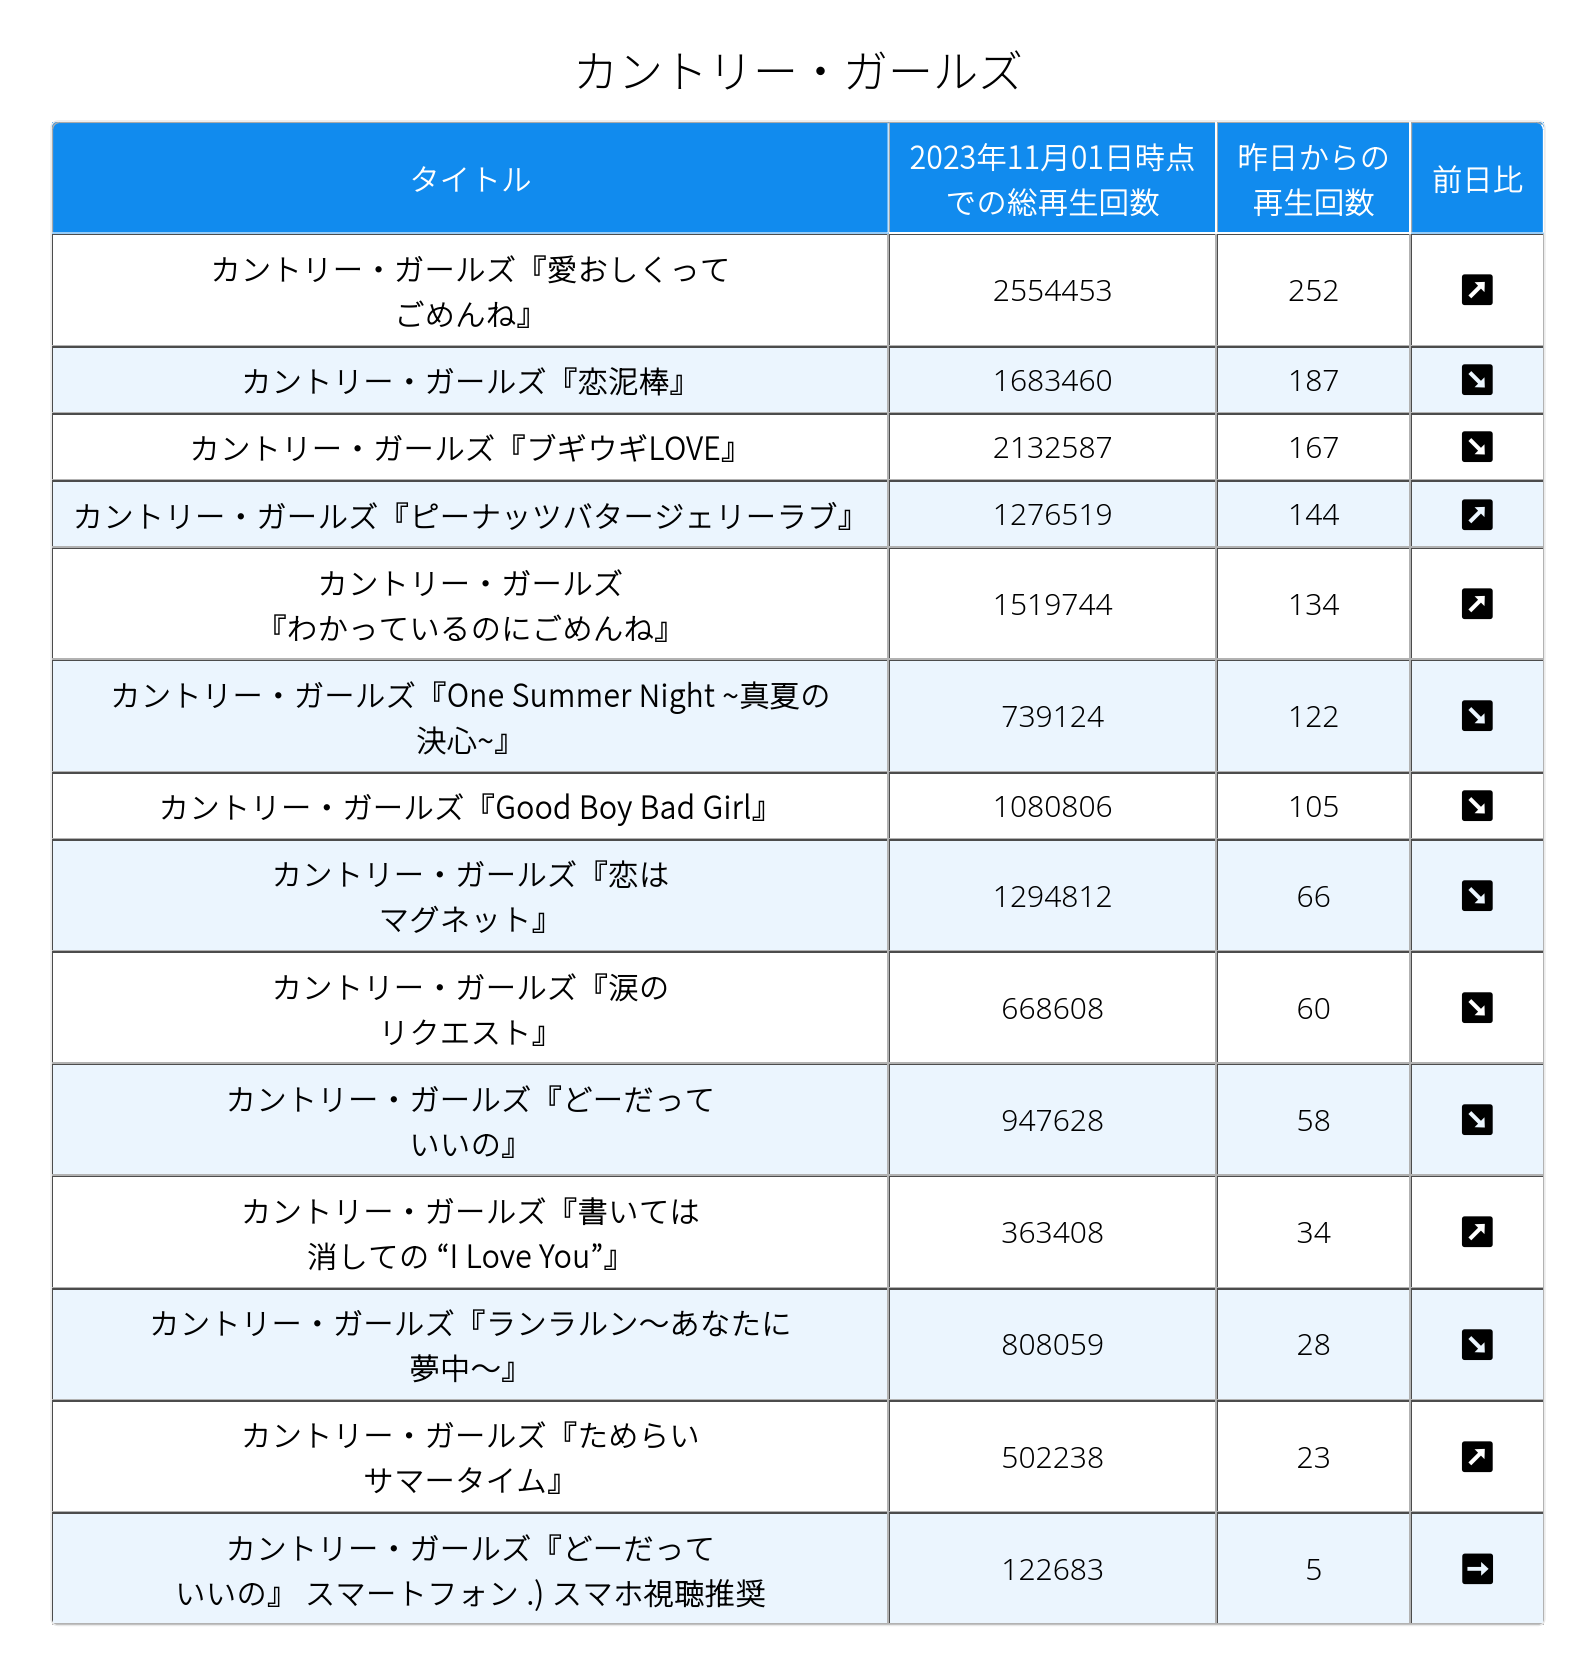 カントリー・ガールズ
タイトル
2023年11月01日時点
での総再生回数
昨日からの
再生回数
前日比
カントリー・ガールズ『愛おしくって
ごめんね』
2554453
252
カントリー・ガールズ『恋泥棒』
1683460
187
カントリー・ガールズ『ブギウギLOVE』
2132587
167
カントリー・ガールズ『ピーナッツバタージェリーラブ』
1276519
144
カントリー・ガールズ
『わかっているのにごめんね』
1519744
134
カントリー・ガールズ『One Summer Night ~真夏の
決心~』
739124
122
カントリー・ガールズ『Good Boy Bad Girl』
1080806
105
カントリー・ガールズ『恋は
マグネット』
1294812
66
カントリー・ガールズ『涙の
リクエスト』
668608
60
カントリー・ガールズ『どーだって
いいの』
947628
58
カントリー・ガールズ『書いては
消しての “I Love You”』
363408
34
カントリー・ガールズ『ランラルン〜あなたに
夢中〜』
808059
28
カントリー・ガールズ『ためらい
サマータイム』
502238
23
カントリー・ガールズ『どーだって
いいの』 スマートフォン .) スマホ視聴推奨
122683
5